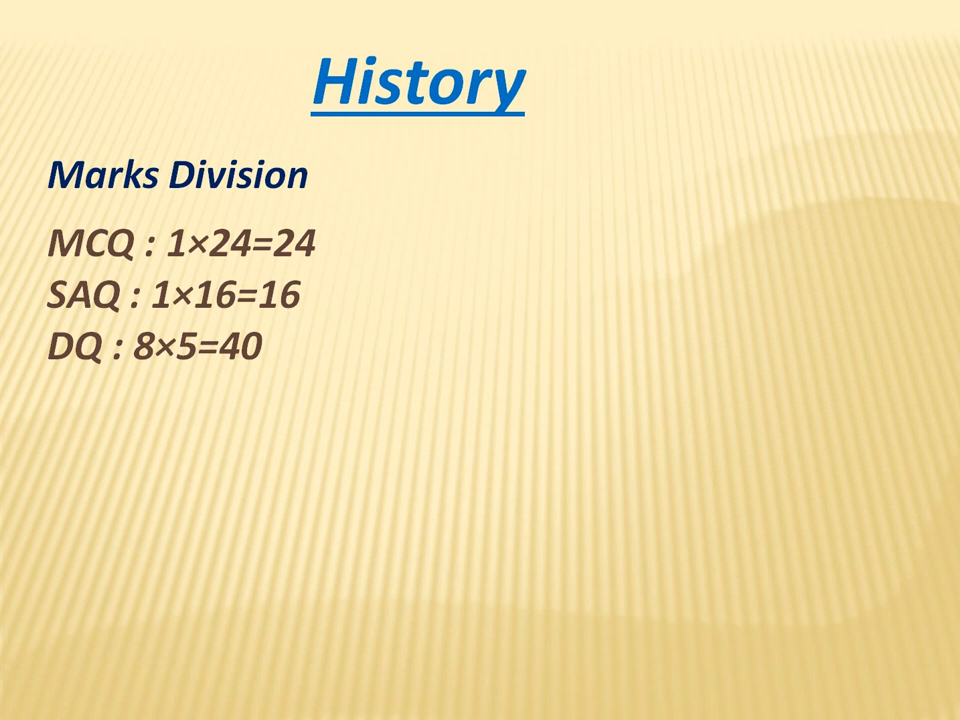 History
Marks Division
MCQ : 1×24=24
SAQ : 1×16=16
DQ : 8×5=40